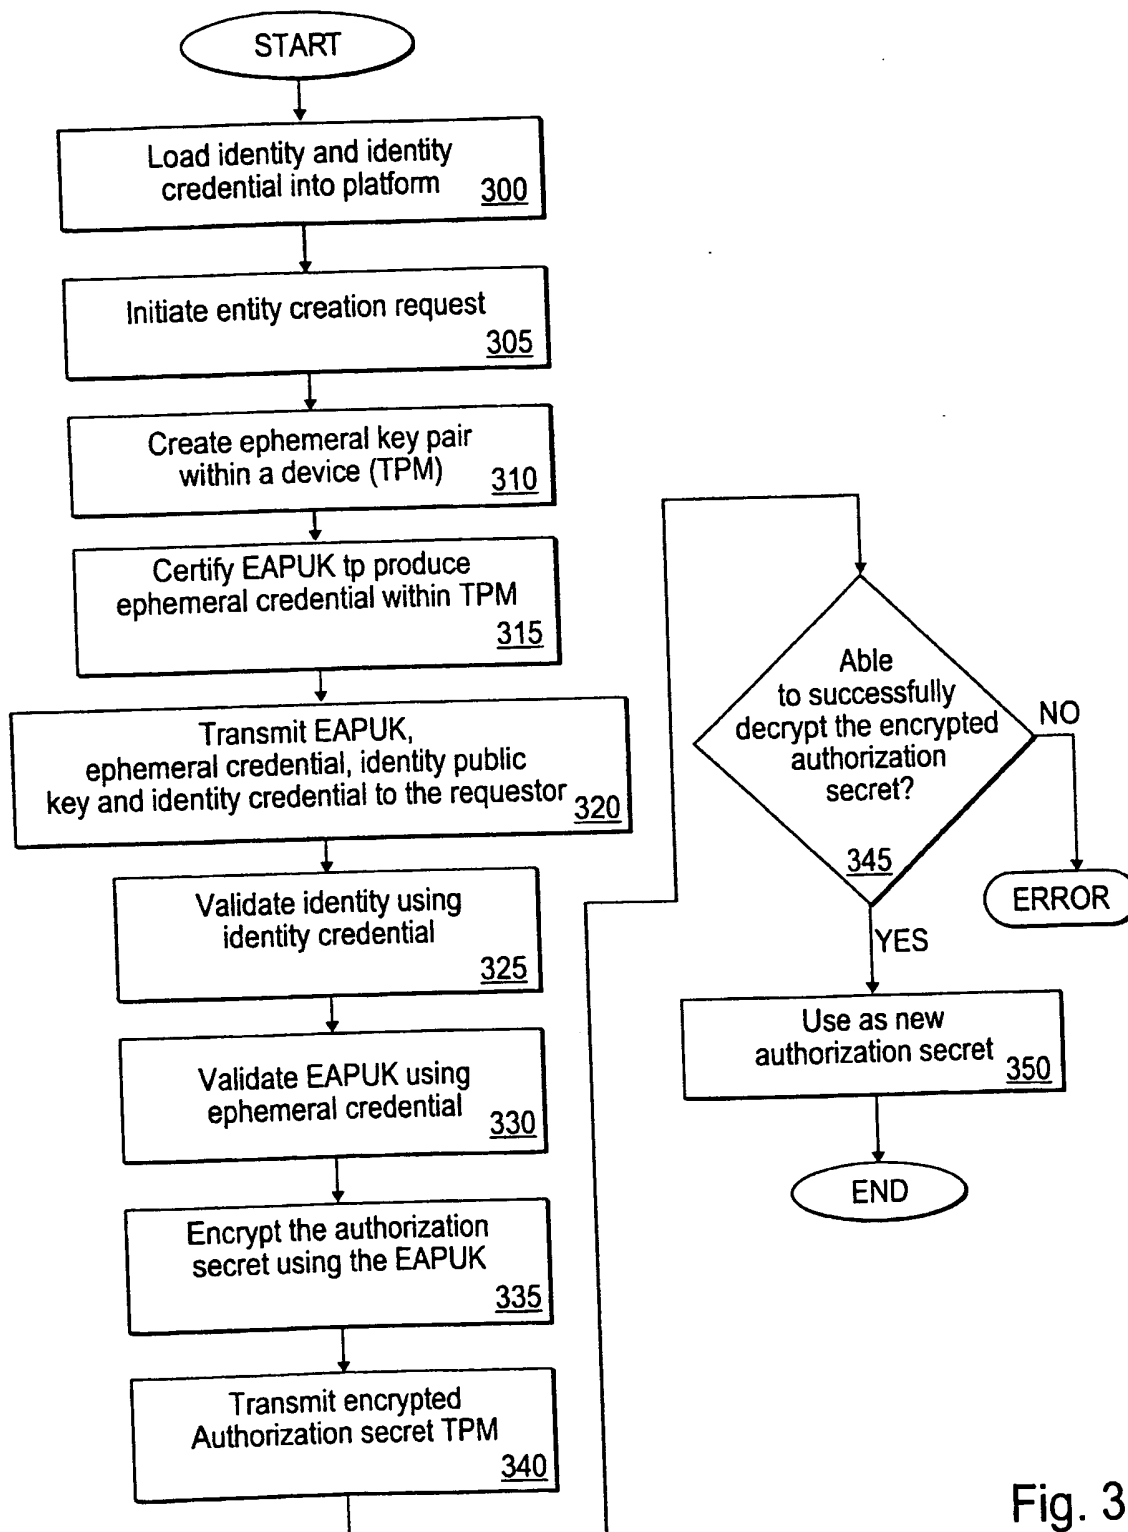 START
Load identity and identity
credential into platform
300
Initiate entity creation request
305
Create ephemeral key pair
within a device (TPM)
310
Certify EAPUK tp produce
ephemeral credential within TPM
315
Transmit EAPUK,
ephemeral credential, identity public
key and identity credential to the requestor
320
Validate identity using
identity credential
325
Validate EAPUK using
ephemeral credential
330
Encrypt the authorization
secret using the EAPUK
335
Transmit encrypted
Authorization secret TPM
340
Able
to successfully
decrypt the encrypted
authorization
secret?
345
NO
ERROR
YES
Use as new
authorization secret
350
END
Fig. 3